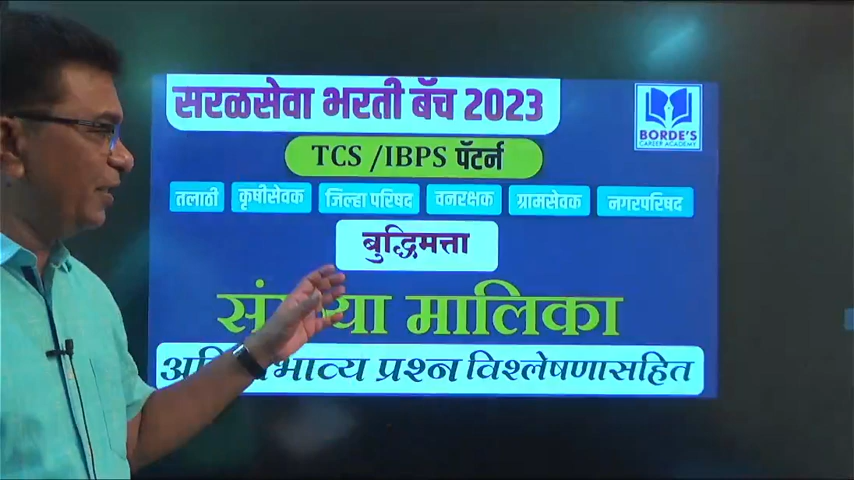 सरळसेवा भरती बॅच 2023
BORDE'S
CAREER ACADEMY
TCS /IBPS पॅटर्न
तलाठी कृषीसेवक जिल्हा परिषद वनरक्षक ग्रामसेवक नगरपरिषद
बुद्धिमत्ता
मालिका
प्रश्न विश्लेषणासहित